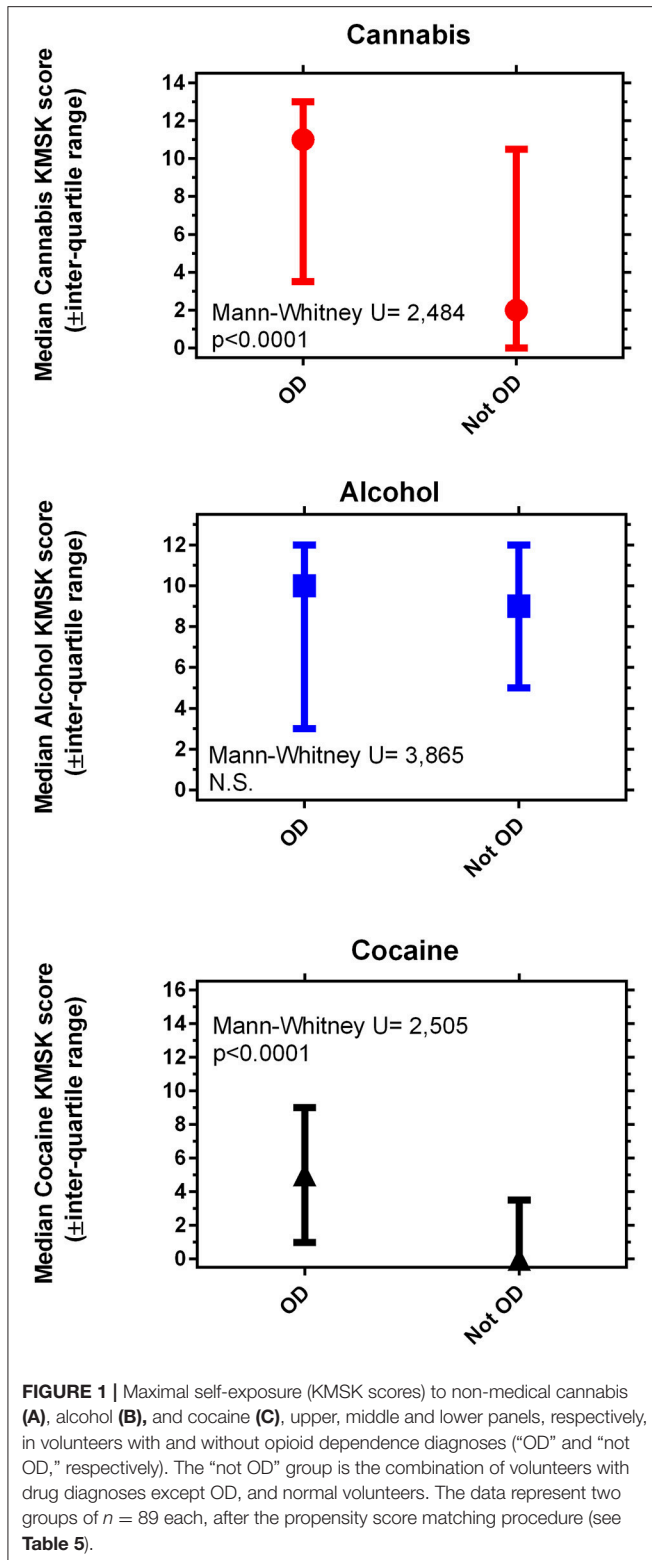 Cannabis
Median Cannabis KMSK score
(±inter-quartile range)
14
12
10
8
6
4
2
0
Mann-Whitney U= 2,484
p<0.0001
OD
Not OD
Alcohol
Median Alcohol KMSK score
(±inter-quartile range)
12
10
8
6
4
2
0
Mann-Whitney U= 3,865
N.S.
OD
Not OD
Cocaine
Median Cocaine KMSK score
(±inter-quartile range)
16
14
12
10
8
6
4
2
0
Mann-Whitney U= 2,505
p<0.0001
OD
Not OD
FIGURE 1 | Maximal self-exposure (KMSK scores) to non-medical cannabis
(A), alcohol (B), and cocaine (C), upper, middle and lower panels, respectively,
in volunteers with and without opioid dependence diagnoses (“OD” and “not
OD,” respectively). The “not OD” group is the combination of volunteers with
drug diagnoses except OD, and normal volunteers. The data represent two
groups of n = 89 each, after the propensity score matching procedure (see
Table 5).